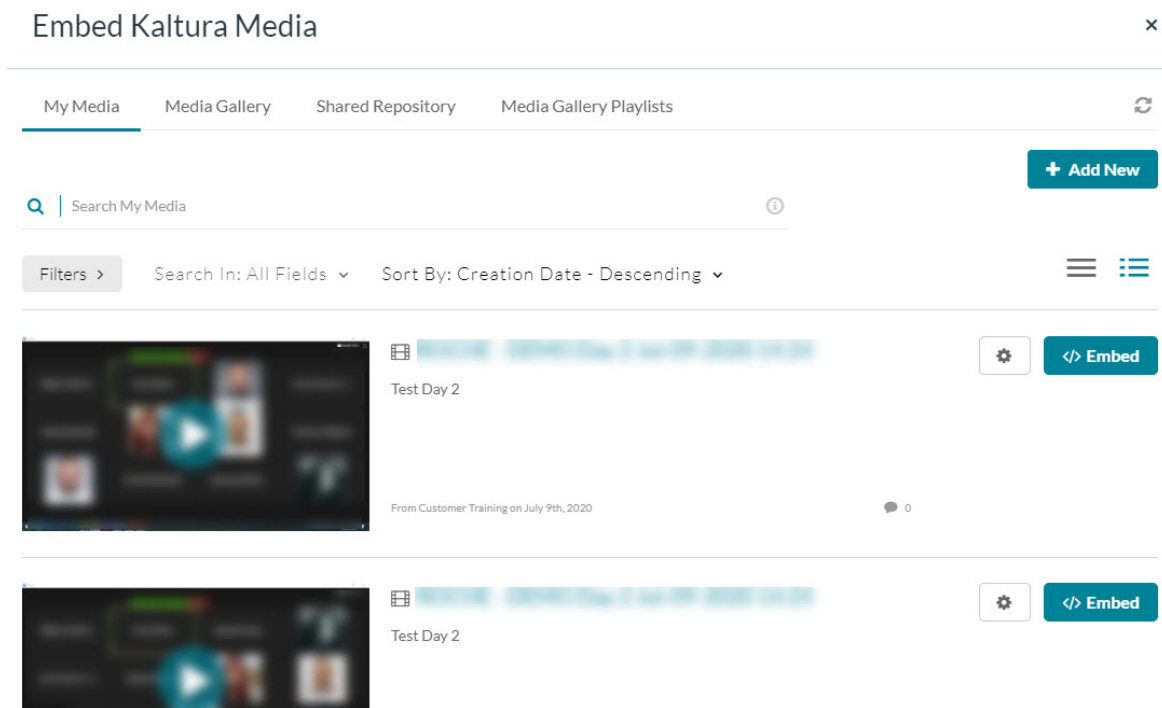 Embed Kaltura Media ×
My Media Media Gallery Shared Repository Media Gallery Playlists
+ Add New
Search My Media
Filters > Search In: All Fields Sort By: Creation Date - Descending
</> Embed
Test Day 2
From Customer Training on July 9th, 2020 0
</> Embed
Test Day 2